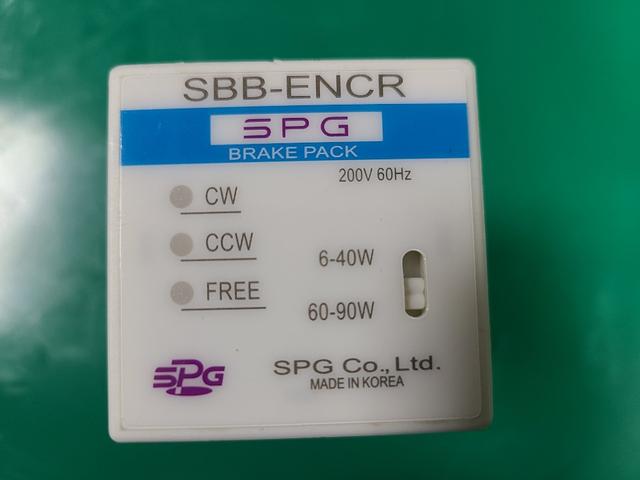 SBB-ENCR
SPG
BRAKE PACK
200V 60Hz
CW
CCW
6-40W
FREE
60-90W
SPG
SPG Co., Ltd.
MADE IN KOREA